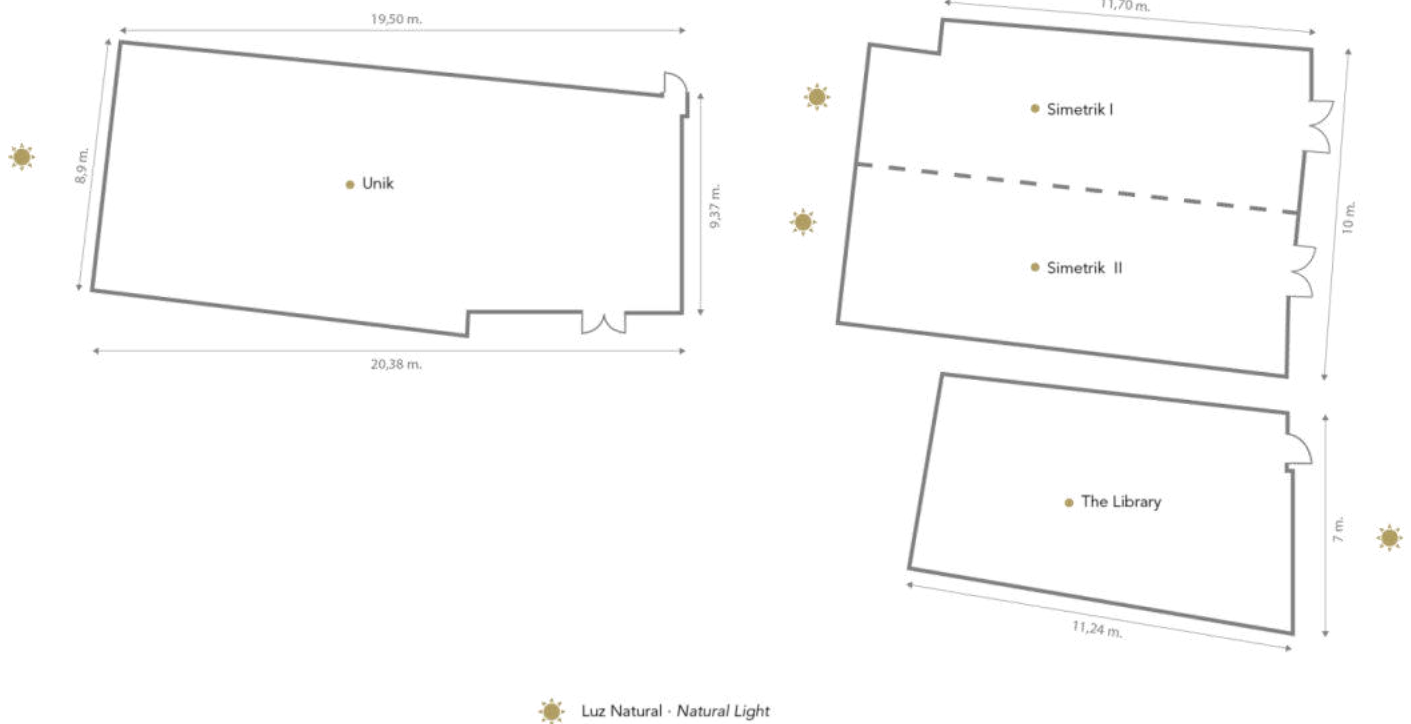 19,50 m.
8,9 m.
Unik
9,37 m.
20,38 m.
11,70 m.
Simetrik I
Simetrik II
10 m.
The Library
7 m.
11,24 m.
Luz Natural · Natural Light